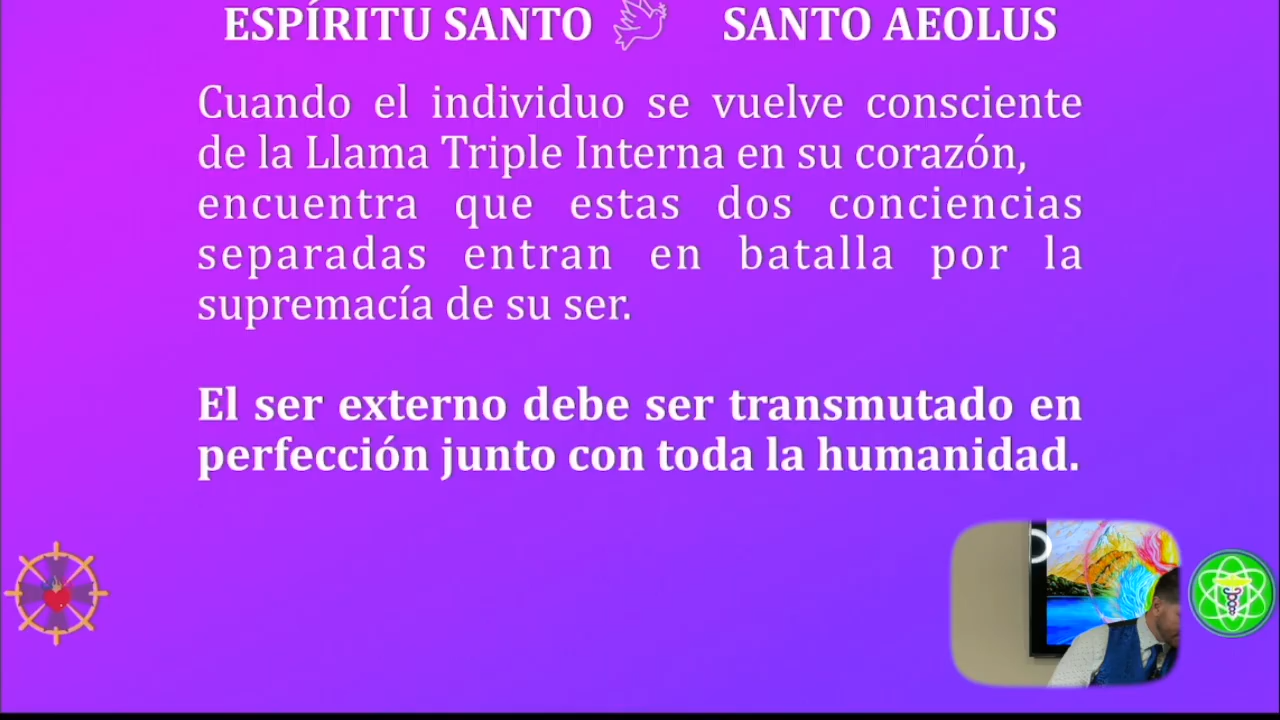 ESPÍRITU SANTO SANTO AEOLUS
Cuando el individuo se vuelve consciente
de la Llama Triple Interna en su corazón,
encuentra que estas dos conciencias
separadas entran en batalla por la
supremacía de su ser.
El ser externo debe ser transmutado en
perfección junto con toda la humanidad.